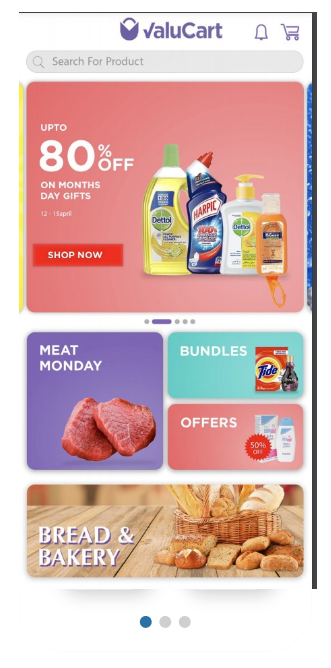 ValuCart
Search For Product
UPTO
80% OFF
ON MONTHS
DAY GIFTS
12 - 15april
SHOP NOW
Dettol
HARPIC
Dettol
MEAT
MONDAY
BUNDLES
Tide
OFFERS
50%
OFF
BREAD &
BAKERY